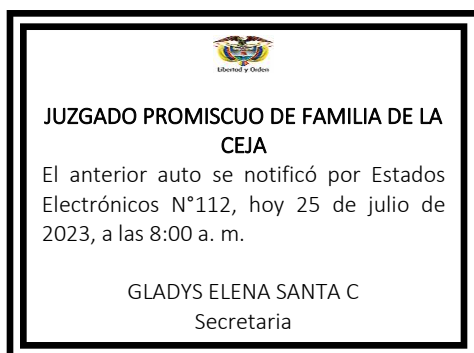 Libertad y Orden
JUZGADO PROMISCUO DE FAMILIA DE LA
CEJA
El anterior auto se notificó por Estados
Electrónicos N°112, hoy 25 de julio de
2023, a las 8:00 a. m.
GLADYS ELENA SANTA C
Secretaria